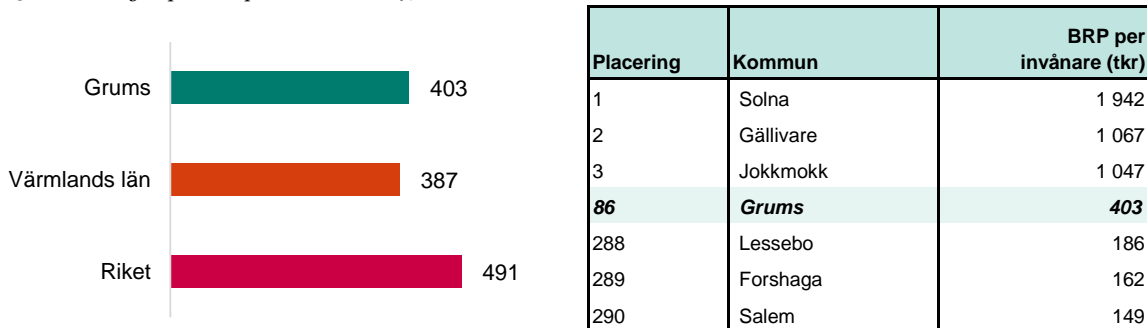 Grums 403
Värmlands län 387
Riket 491
Placering Kommun BRP per invånare (tkr)
1 Solna 1 942
2 Gällivare 1 067
3 Jokkmokk 1 047
86 Grums 403
288 Lessebo 186
289 Forshaga 162
290 Salem 149